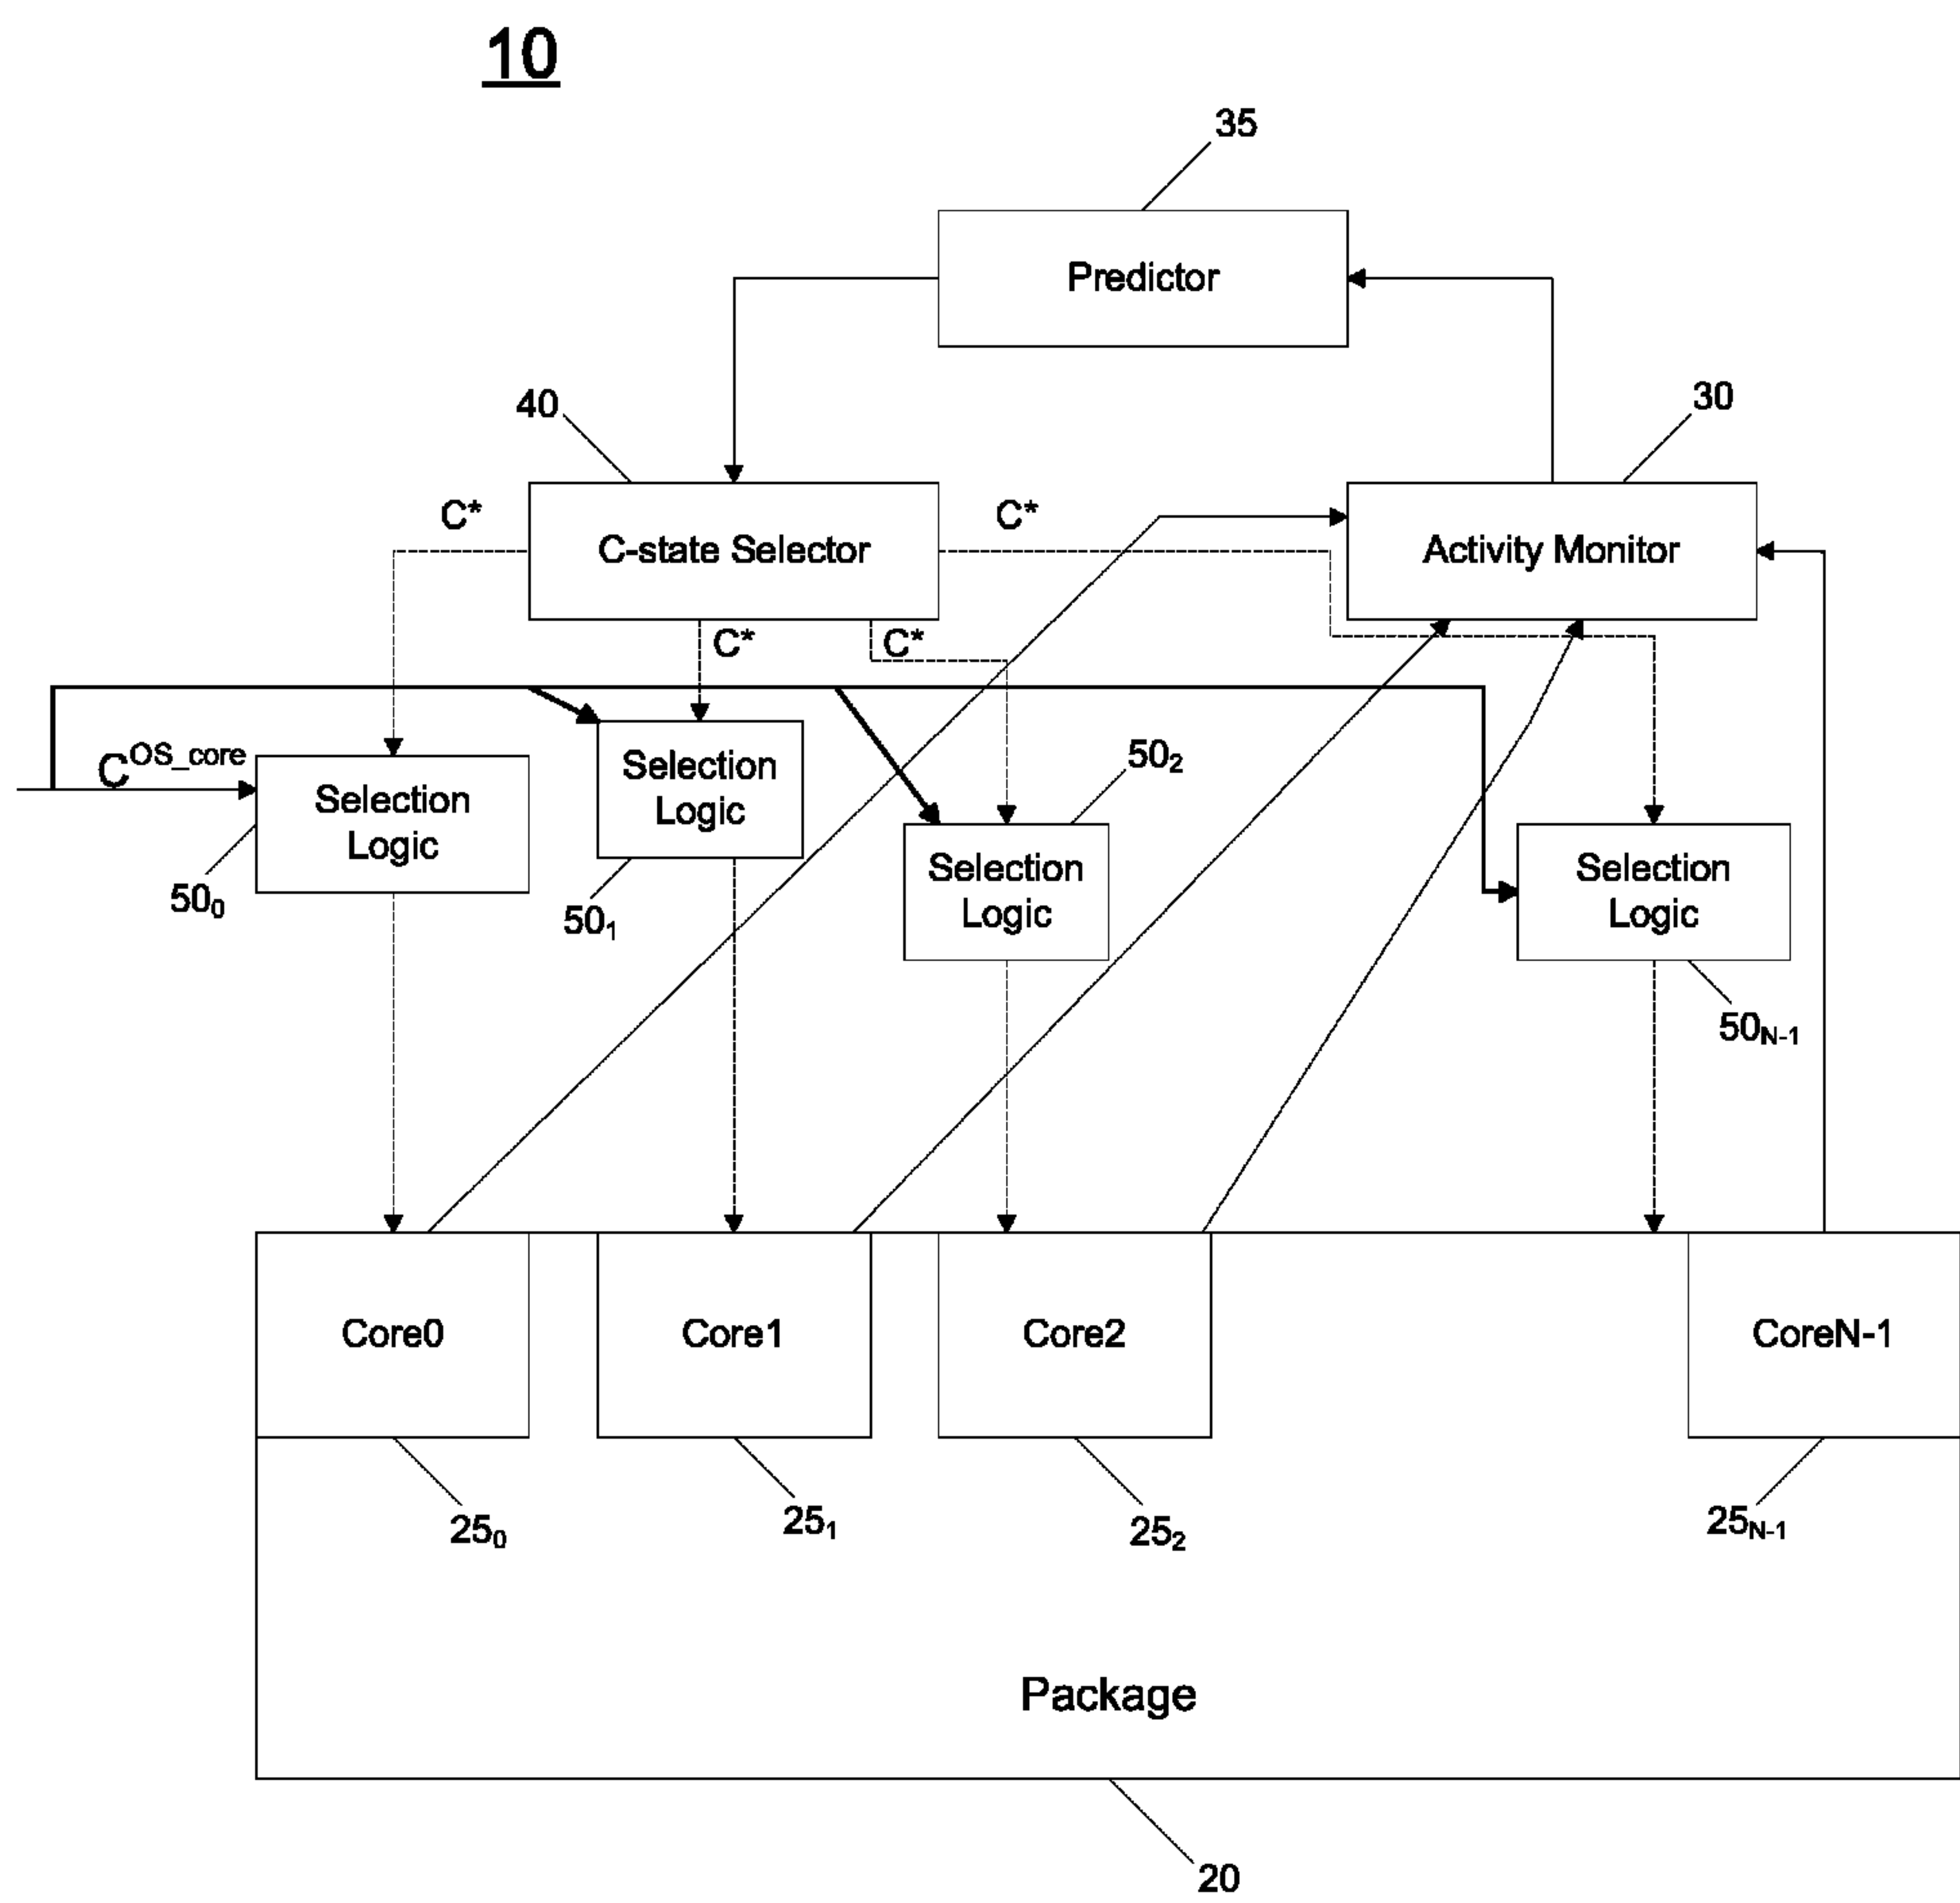 10
35
Predictor
40
30
C*
C*
C-state Selector
Activity Monitor
C*
C*
C^OS_core
Selection
Logic
50₀
Selection
Logic
50₁
50₂
Selection
Logic
Selection
Logic
50N-1
Core0
Core1
Core2
CoreN-1
25₀
25₁
25₂
25N-1
Package
20